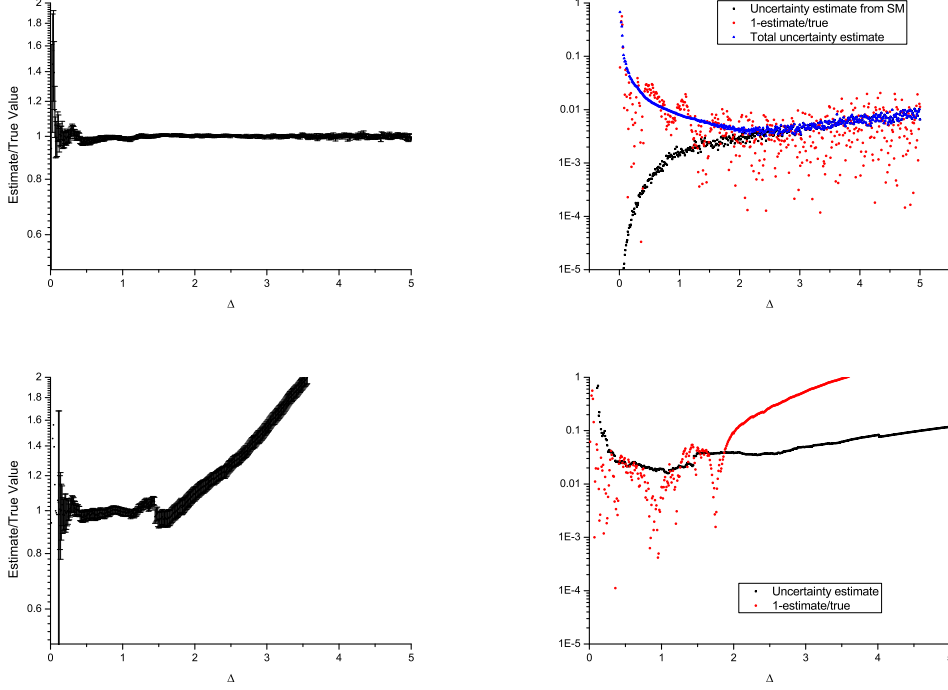 2
1.8
1.6
1.4
1.2
1
0.8
0.6
0 1 2 3 4 5
Δ
Estimate/True Value
1
0.1
0.01
1E-3
1E-4
1E-5
0 1 2 3 4 5
Δ
Uncertainty estimate from SM
1-estimate/true
Total uncertainty estimate
2
1.8
1.6
1.4
1.2
1
0.8
0.6
0 1 2 3 4 5
Δ
Estimate/True Value
1
0.1
0.01
1E-3
1E-4
1E-5
0 1 2 3 4 5
Δ
Uncertainty estimate
1-estimate/true